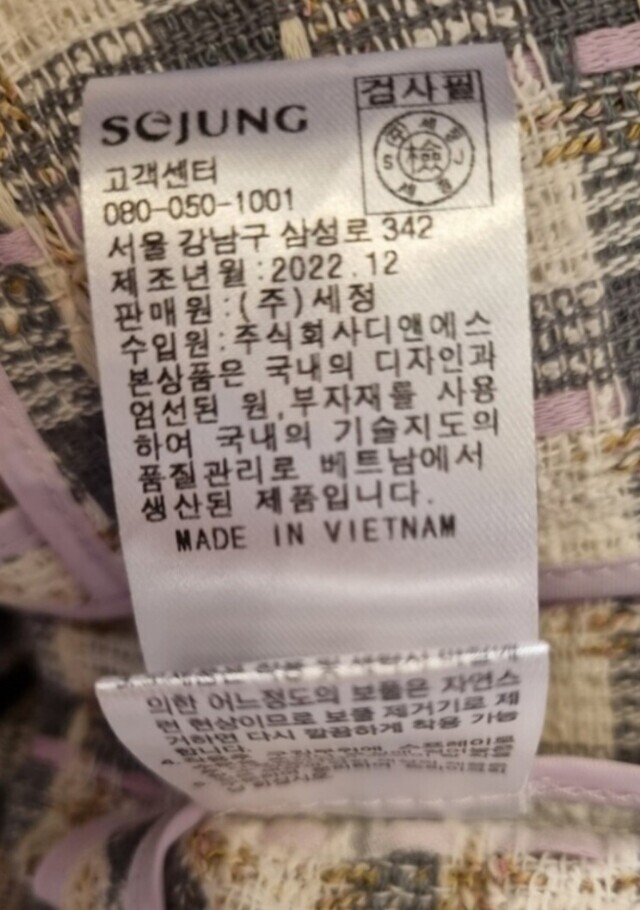 SEJUNG
검사필
㈜ 세정
檢
S J
세정
고객센터
080-050-1001
서울 강남구 삼성로 342
제조년월 : 2022.12
판매원 : (주)세정
수입원 : 주식회사디앤에스
본상품은 국내의 디자인과
엄선된 원,부자재를 사용
하여 국내의 기술지도의
품질관리로 베트남에서
생산된 제품입니다.
MADE IN VIETNAM
의한 어느정도의 보풀은 자연스
런 현상이므로 보풀 제거기로 제
거하면 다시 깔끔하게 착용 가능
합니다.